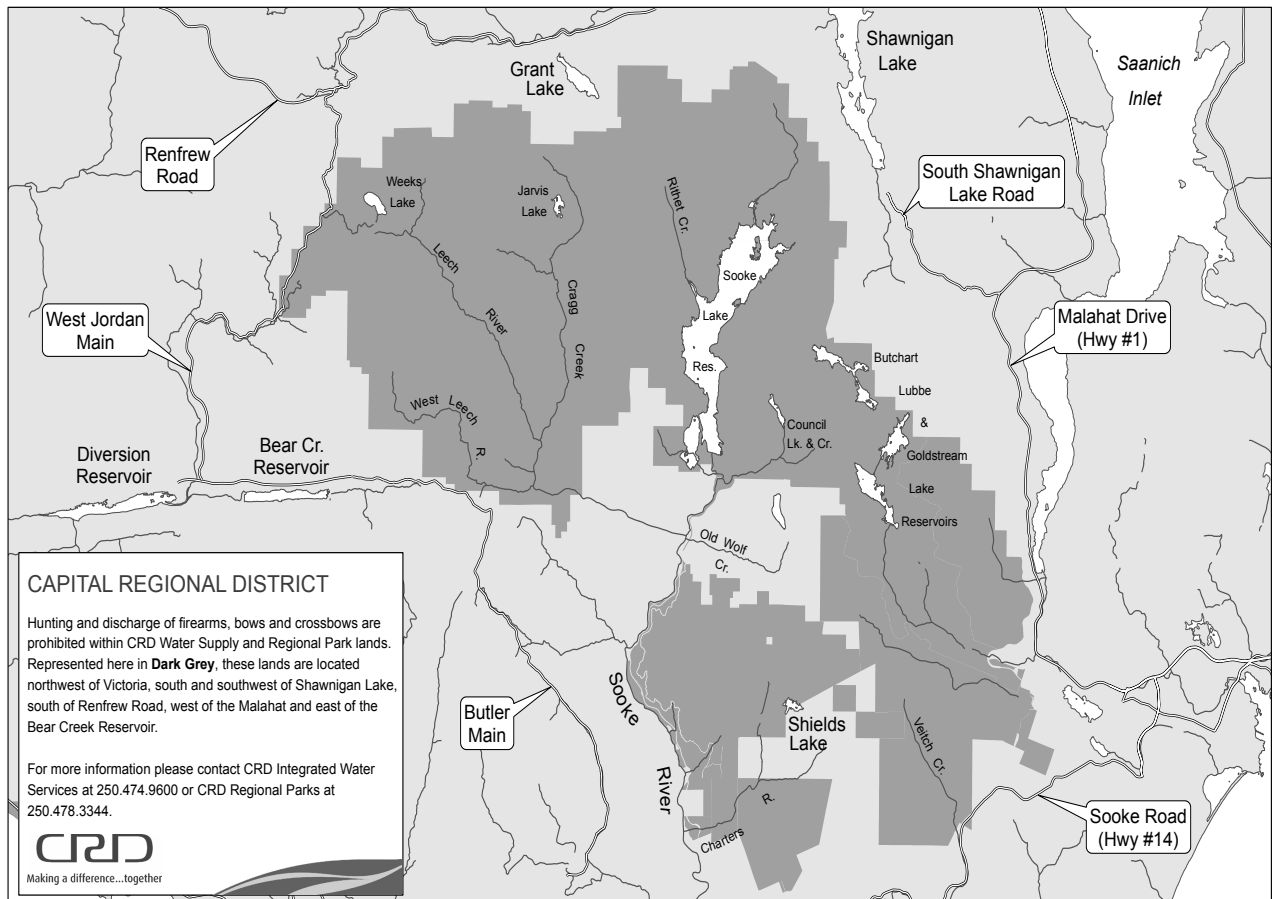 Grant
Lake
Shawnigan
Lake
Saanich
Inlet
Renfrew
Road
Weeks
Lake
Jarvis
Lake
Rithet Cr.
South Shawnigan
Lake Road
Leech
River
Cragg
Creek
Sooke
Lake
Res.
West Jordan
Main
Malahat Drive
(Hwy #1)
Butchart
Lubbe
&
Goldstream
Lake
Reservoirs
West Leech
R.
Council
Lk. & Cr.
Diversion
Reservoir
Bear Cr.
Reservoir
Old Wolf
Cr.
Sooke
River
Butler
Main
Shields
Lake
Veitch Cr.
Charters R.
Sooke Road
(Hwy #14)
CAPITAL REGIONAL DISTRICT
Hunting and discharge of firearms, bows and crossbows are
prohibited within CRD Water Supply and Regional Park lands.
Represented here in Dark Grey, these lands are located
northwest of Victoria, south and southwest of Shawnigan Lake,
south of Renfrew Road, west of the Malahat and east of the
Bear Creek Reservoir.
For more information please contact CRD Integrated Water
Services at 250.474.9600 or CRD Regional Parks at
250.478.3344.
CRD
Making a difference...together